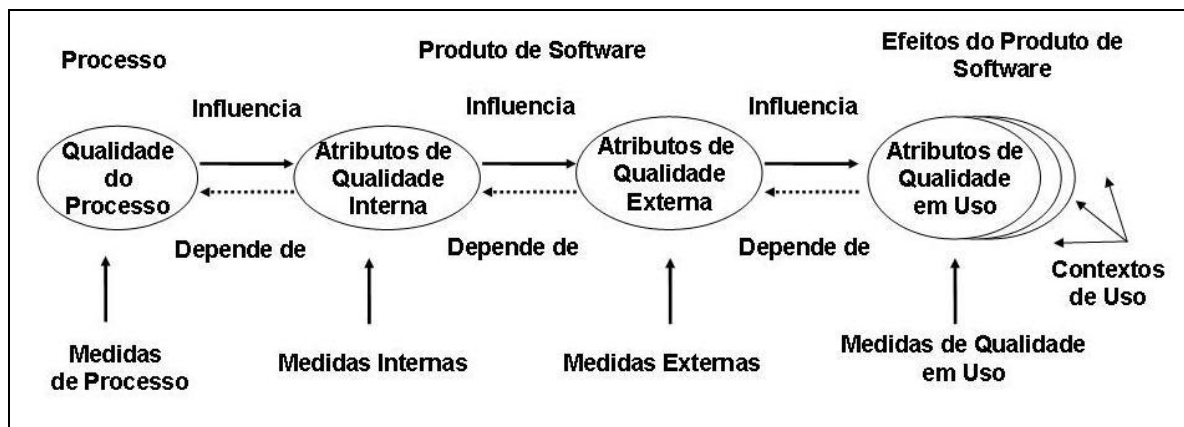 Processo
Produto de Software
Efeitos do Produto de
Software
Influencia
Influencia
Influencia
Qualidade
do
Processo
Atributos de
Qualidade
Interna
Atributos de
Qualidade
Externa
Atributos de
Qualidade
em Uso
Depende de
Depende de
Depende de
Contextos
de Uso
Medidas
de Processo
Medidas Internas
Medidas Externas
Medidas de Qualidade
em Uso